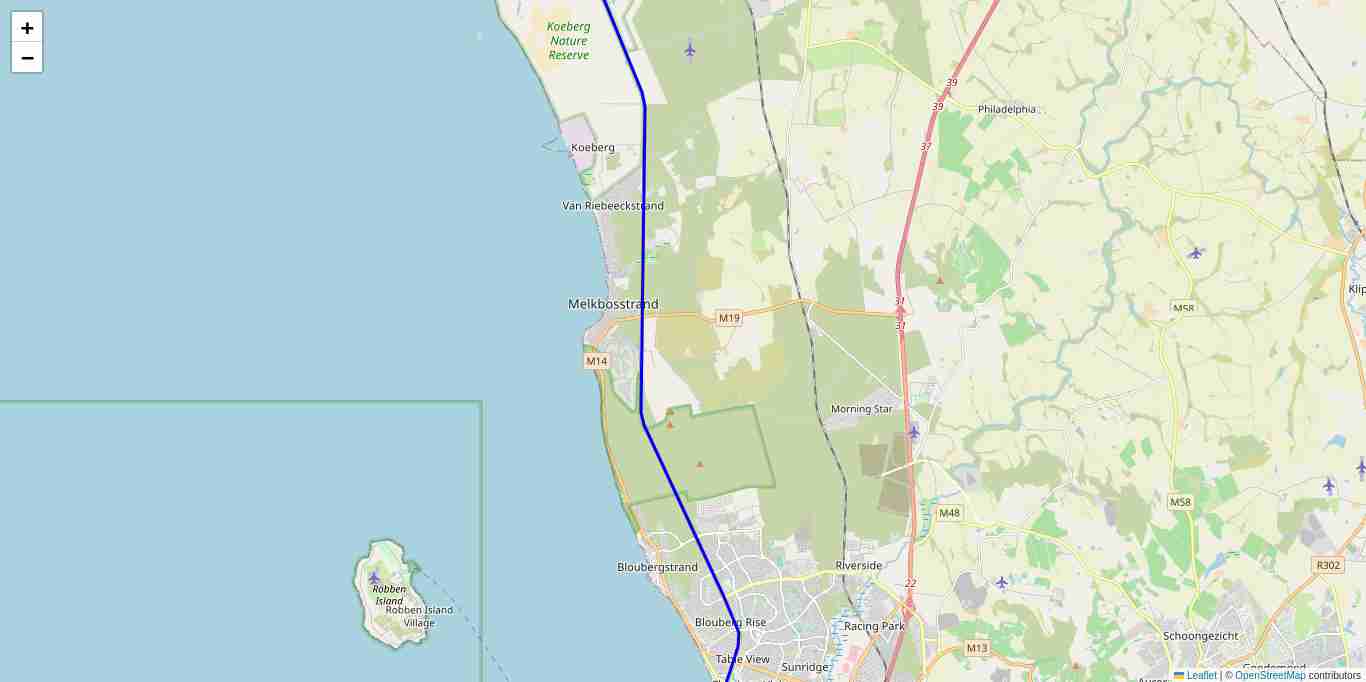 +
−
Koeberg
Nature
Reserve
39
39
Philadelphia
37
Koeberg
Van Riebeeckstrand
Melkbosstrand
M19
31
31
M58
M14
Morning Star
M58
M48
Bloubergstrand
Riverside
R302
22
Robben
Island
Robben Island
Village
Blouberg Rise
Racing Park
Schoongezicht
M13
Table View
Sunridge
Leaflet | © OpenStreetMap contributors